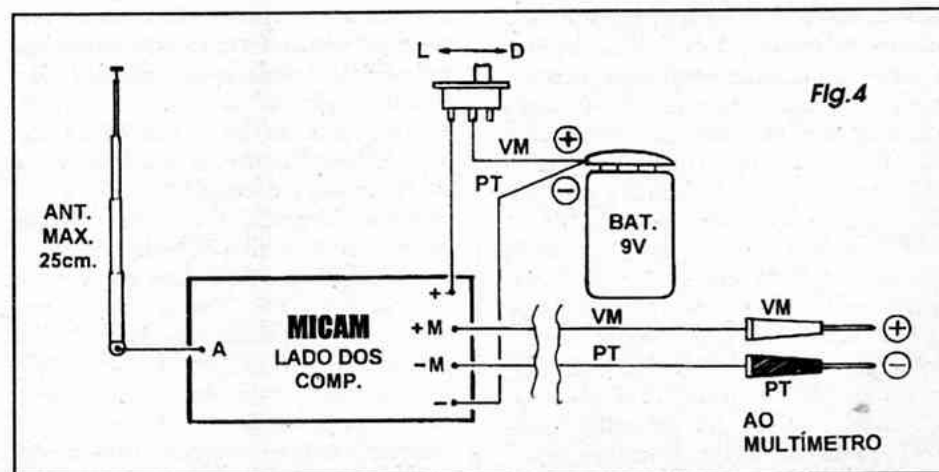 L D
Fig.4
VM
+
PT
−
ANT.
MAX.
25cm.
BAT.
9V
+
MICAM
LADO DOS
COMP.
A
+M
−M
−
VM
PT
VM
+
−
PT
AO
MULTÍMETRO